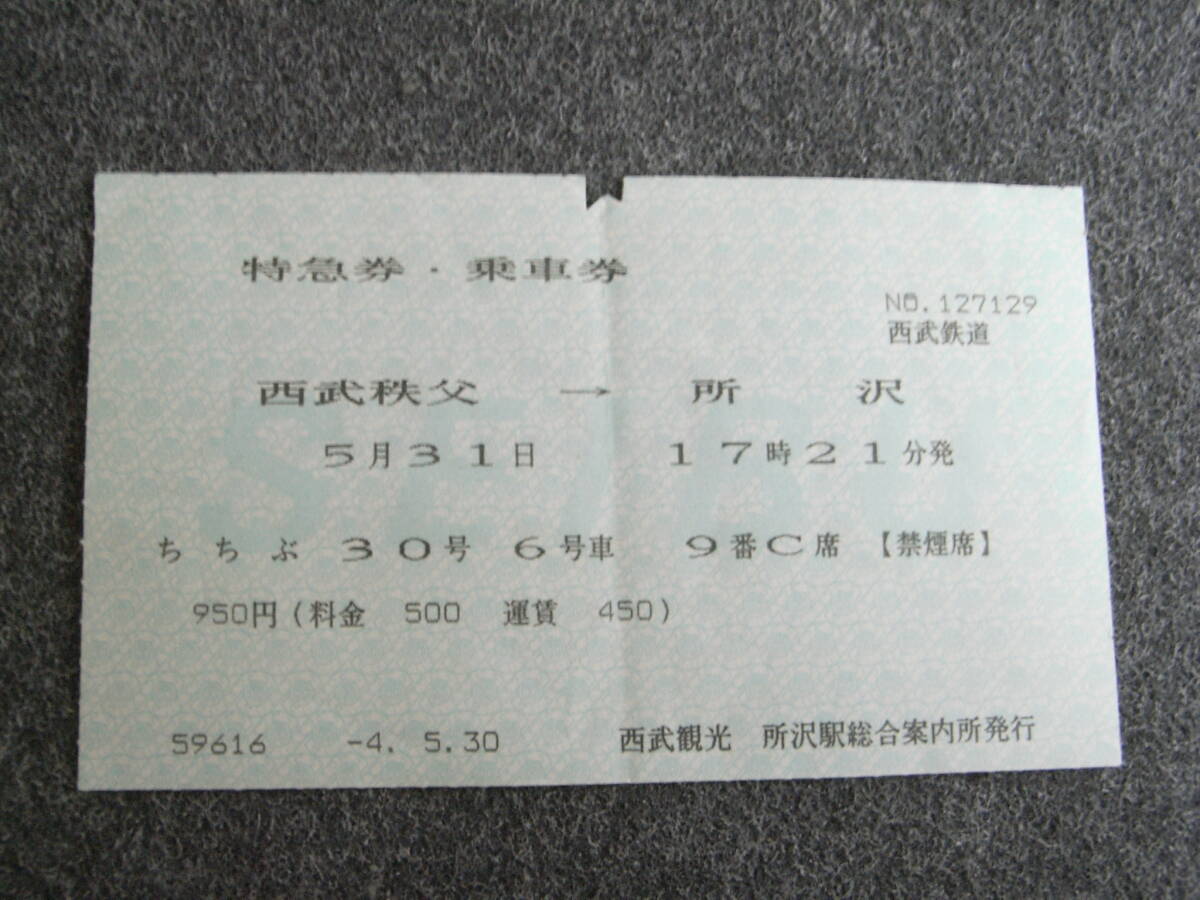 特急券・乗車券
NO.127129
西武鉄道
西武秩父 → 所沢
5月31日 17時21分発
ちちぶ 30号 6号車 9番C席 【禁煙席】
950円(料金 500 運賃 450)
59616 -4. 5.30 西武観光 所沢駅総合案内所発行